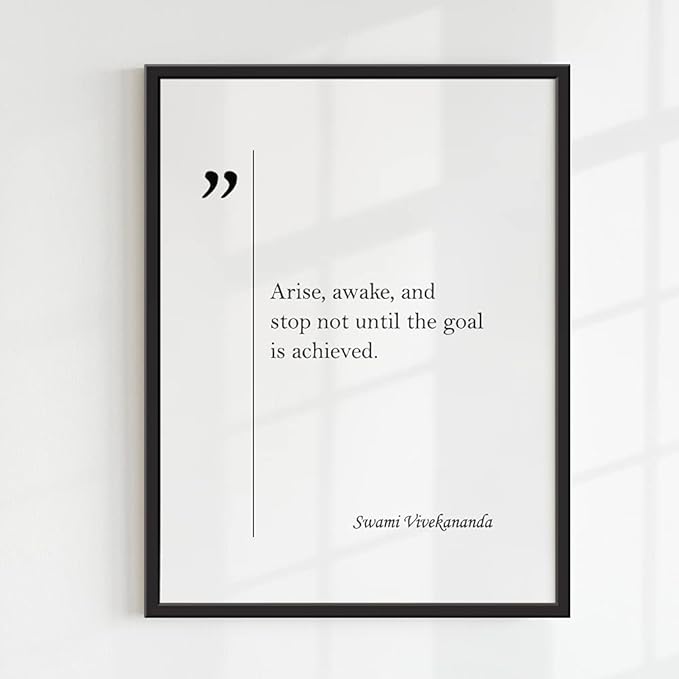 ”
Arise, awake, and
stop not until the goal
is achieved.
Swami Vivekananda